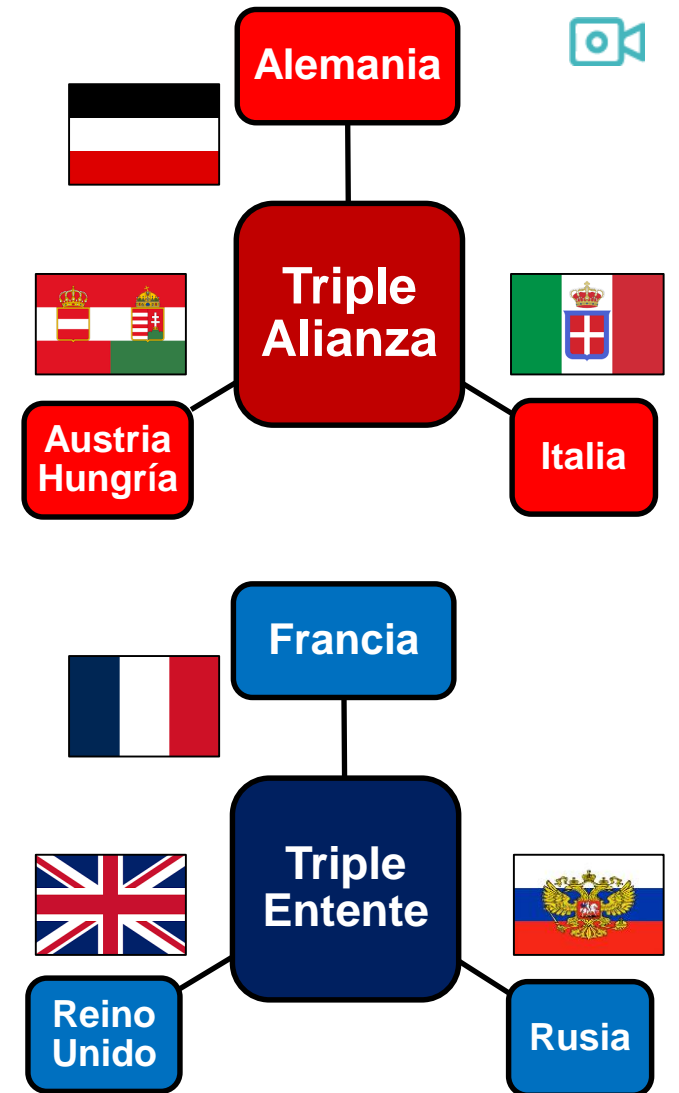 Alemania
Triple
Alianza
Austria
Hungría
Italia
Francia
Triple
Entente
Reino
Unido
Rusia